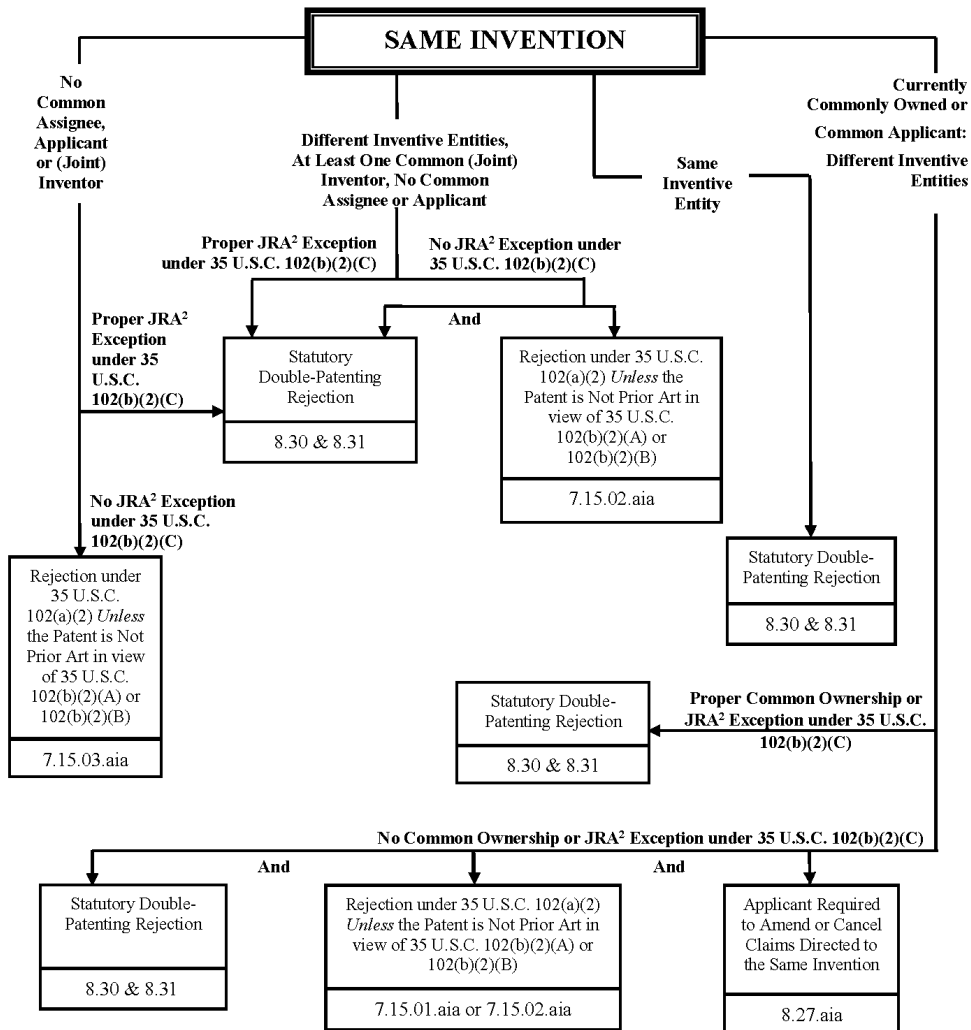 SAME INVENTION
No
Common
Assignee,
Applicant
or (Joint)
Inventor
Different Inventive Entities,
At Least One Common (Joint)
Inventor, No Common
Assignee or Applicant
Same
Inventive
Entity
Currently
Commonly Owned or
Common Applicant:
Different Inventive
Entities
Proper JRA² Exception
under 35 U.S.C. 102(b)(2)(C)
No JRA² Exception under
35 U.S.C. 102(b)(2)(C)
And
Proper JRA²
Exception
under 35
U.S.C.
102(b)(2)(C)
Statutory
Double-Patenting
Rejection
8.30 & 8.31
Rejection under 35 U.S.C.
102(a)(2) Unless the
Patent is Not Prior Art in
view of 35 U.S.C.
102(b)(2)(A) or
102(b)(2)(B)
7.15.02.aia
No JRA² Exception
under 35 U.S.C.
102(b)(2)(C)
Rejection under
35 U.S.C.
102(a)(2) Unless
the Patent is Not
Prior Art in view
of 35 U.S.C.
102(b)(2)(A) or
102(b)(2)(B)
7.15.03.aia
Statutory Double-
Patenting Rejection
8.30 & 8.31
Statutory Double-
Patenting Rejection
8.30 & 8.31
Proper Common Ownership or
JRA² Exception under 35 U.S.C.
102(b)(2)(C)
No Common Ownership or JRA² Exception under 35 U.S.C. 102(b)(2)(C)
And
And
Statutory Double-
Patenting Rejection
8.30 & 8.31
Rejection under 35 U.S.C. 102(a)(2)
Unless the Patent is Not Prior Art in
view of 35 U.S.C. 102(b)(2)(A) or
102(b)(2)(B)
7.15.01.aia or 7.15.02.aia
Applicant Required
to Amend or Cancel
Claims Directed to
the Same Invention
8.27.aia